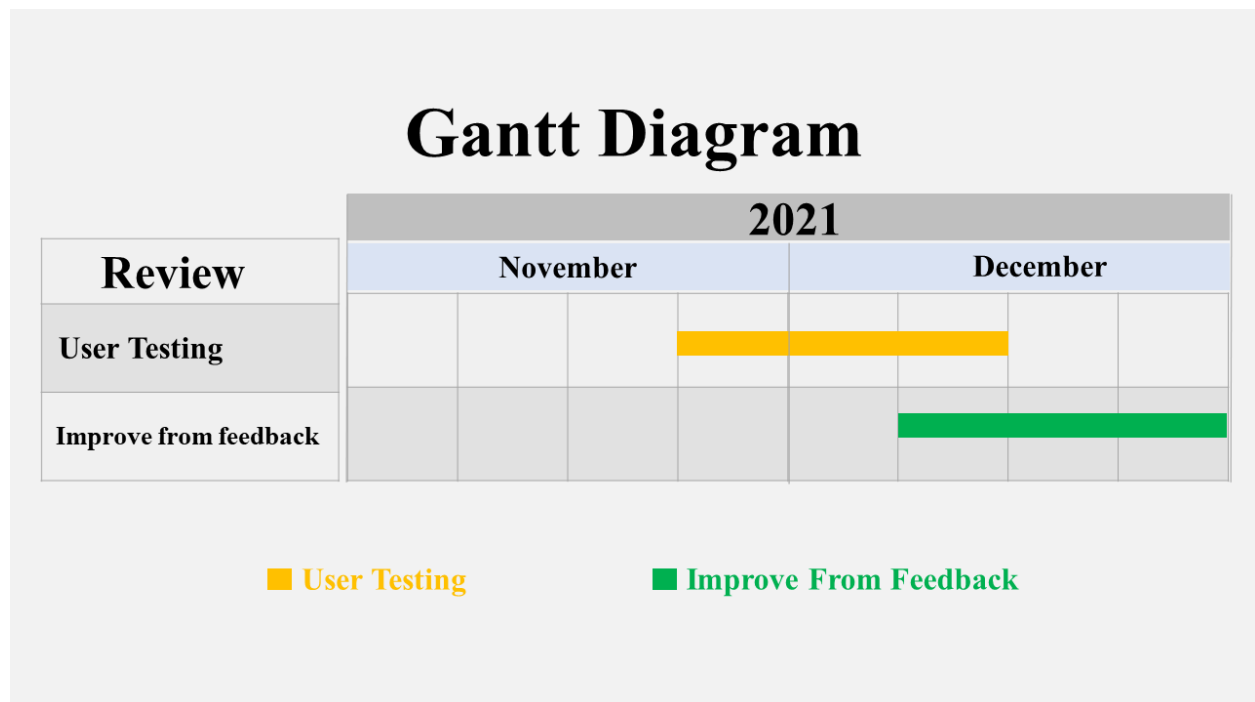 Gantt Diagram
2021
Review
November
December
User Testing
Improve from feedback
User Testing
Improve From Feedback